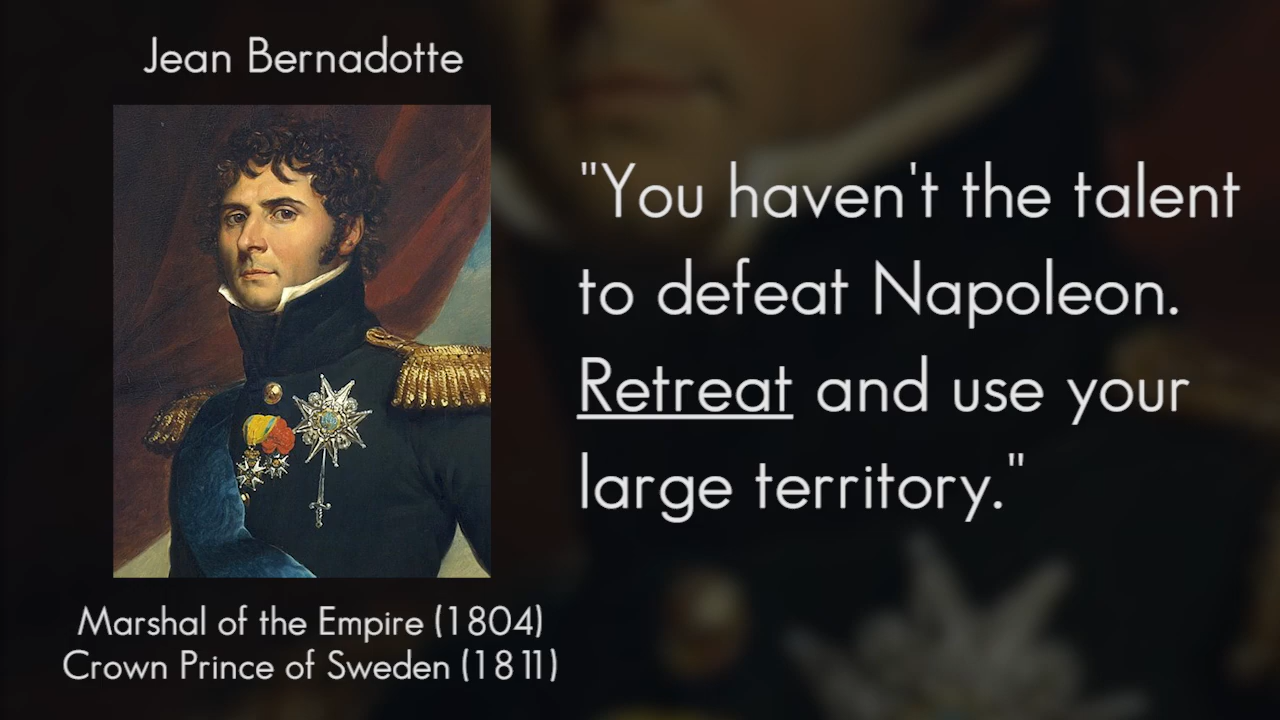 Jean Bernadotte
"You haven't the talent
to defeat Napoleon.
Retreat and use your
large territory."
Marshal of the Empire (1804)
Crown Prince of Sweden (1811)